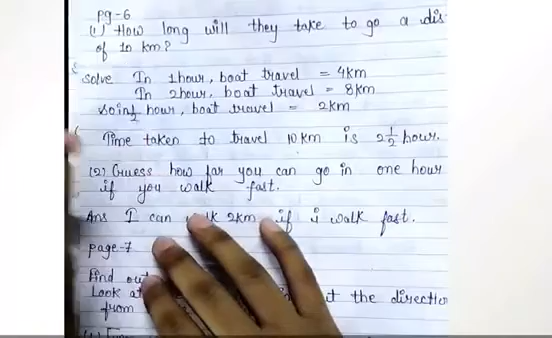 pg-6
(1) How long will they take to go a dis
of 10 km?
Solve In 1hour, boat travel = 4km
In 2hour, boat travel = 8km
So in 1/2 hour, boat travel = 2km
Time taken to travel 10km is 2 1/2 hour.
(2) Guess how far you can go in one hour
if you walk fast.
Ans I can 2km if i walk fast.
page-7
Find out
Look at the direction
from